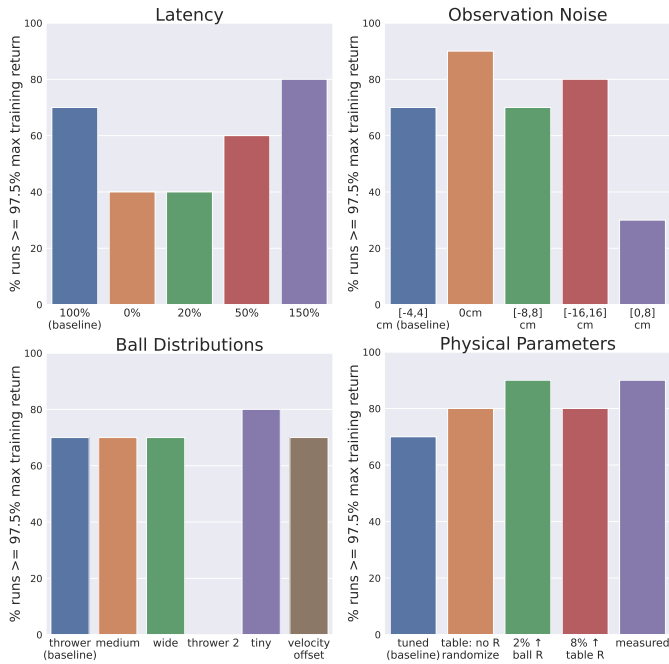 Latency
% runs >= 97.5% max training return
100
80
60
40
20
0
100%
(baseline)
0%
20%
50%
150%
Observation Noise
% runs >= 97.5% max training return
100
80
60
40
20
0
[-4,4]
cm (baseline)
0cm
[-8,8]
cm
[-16,16]
cm
[0,8]
cm
Ball Distributions
% runs >= 97.5% max training return
100
80
60
40
20
0
thrower
(baseline)
medium
wide
thrower 2
tiny
velocity
offset
Physical Parameters
% runs >= 97.5% max training return
100
80
60
40
20
0
tuned
(baseline)
table: no R
randomize
2% ↑
ball R
8% ↑
table R
measured